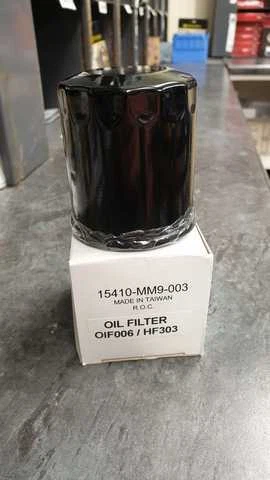 15410-MM9-003
MADE IN TAIWAN
R.O.C.
OIL FILTER
OIF006 / HF303